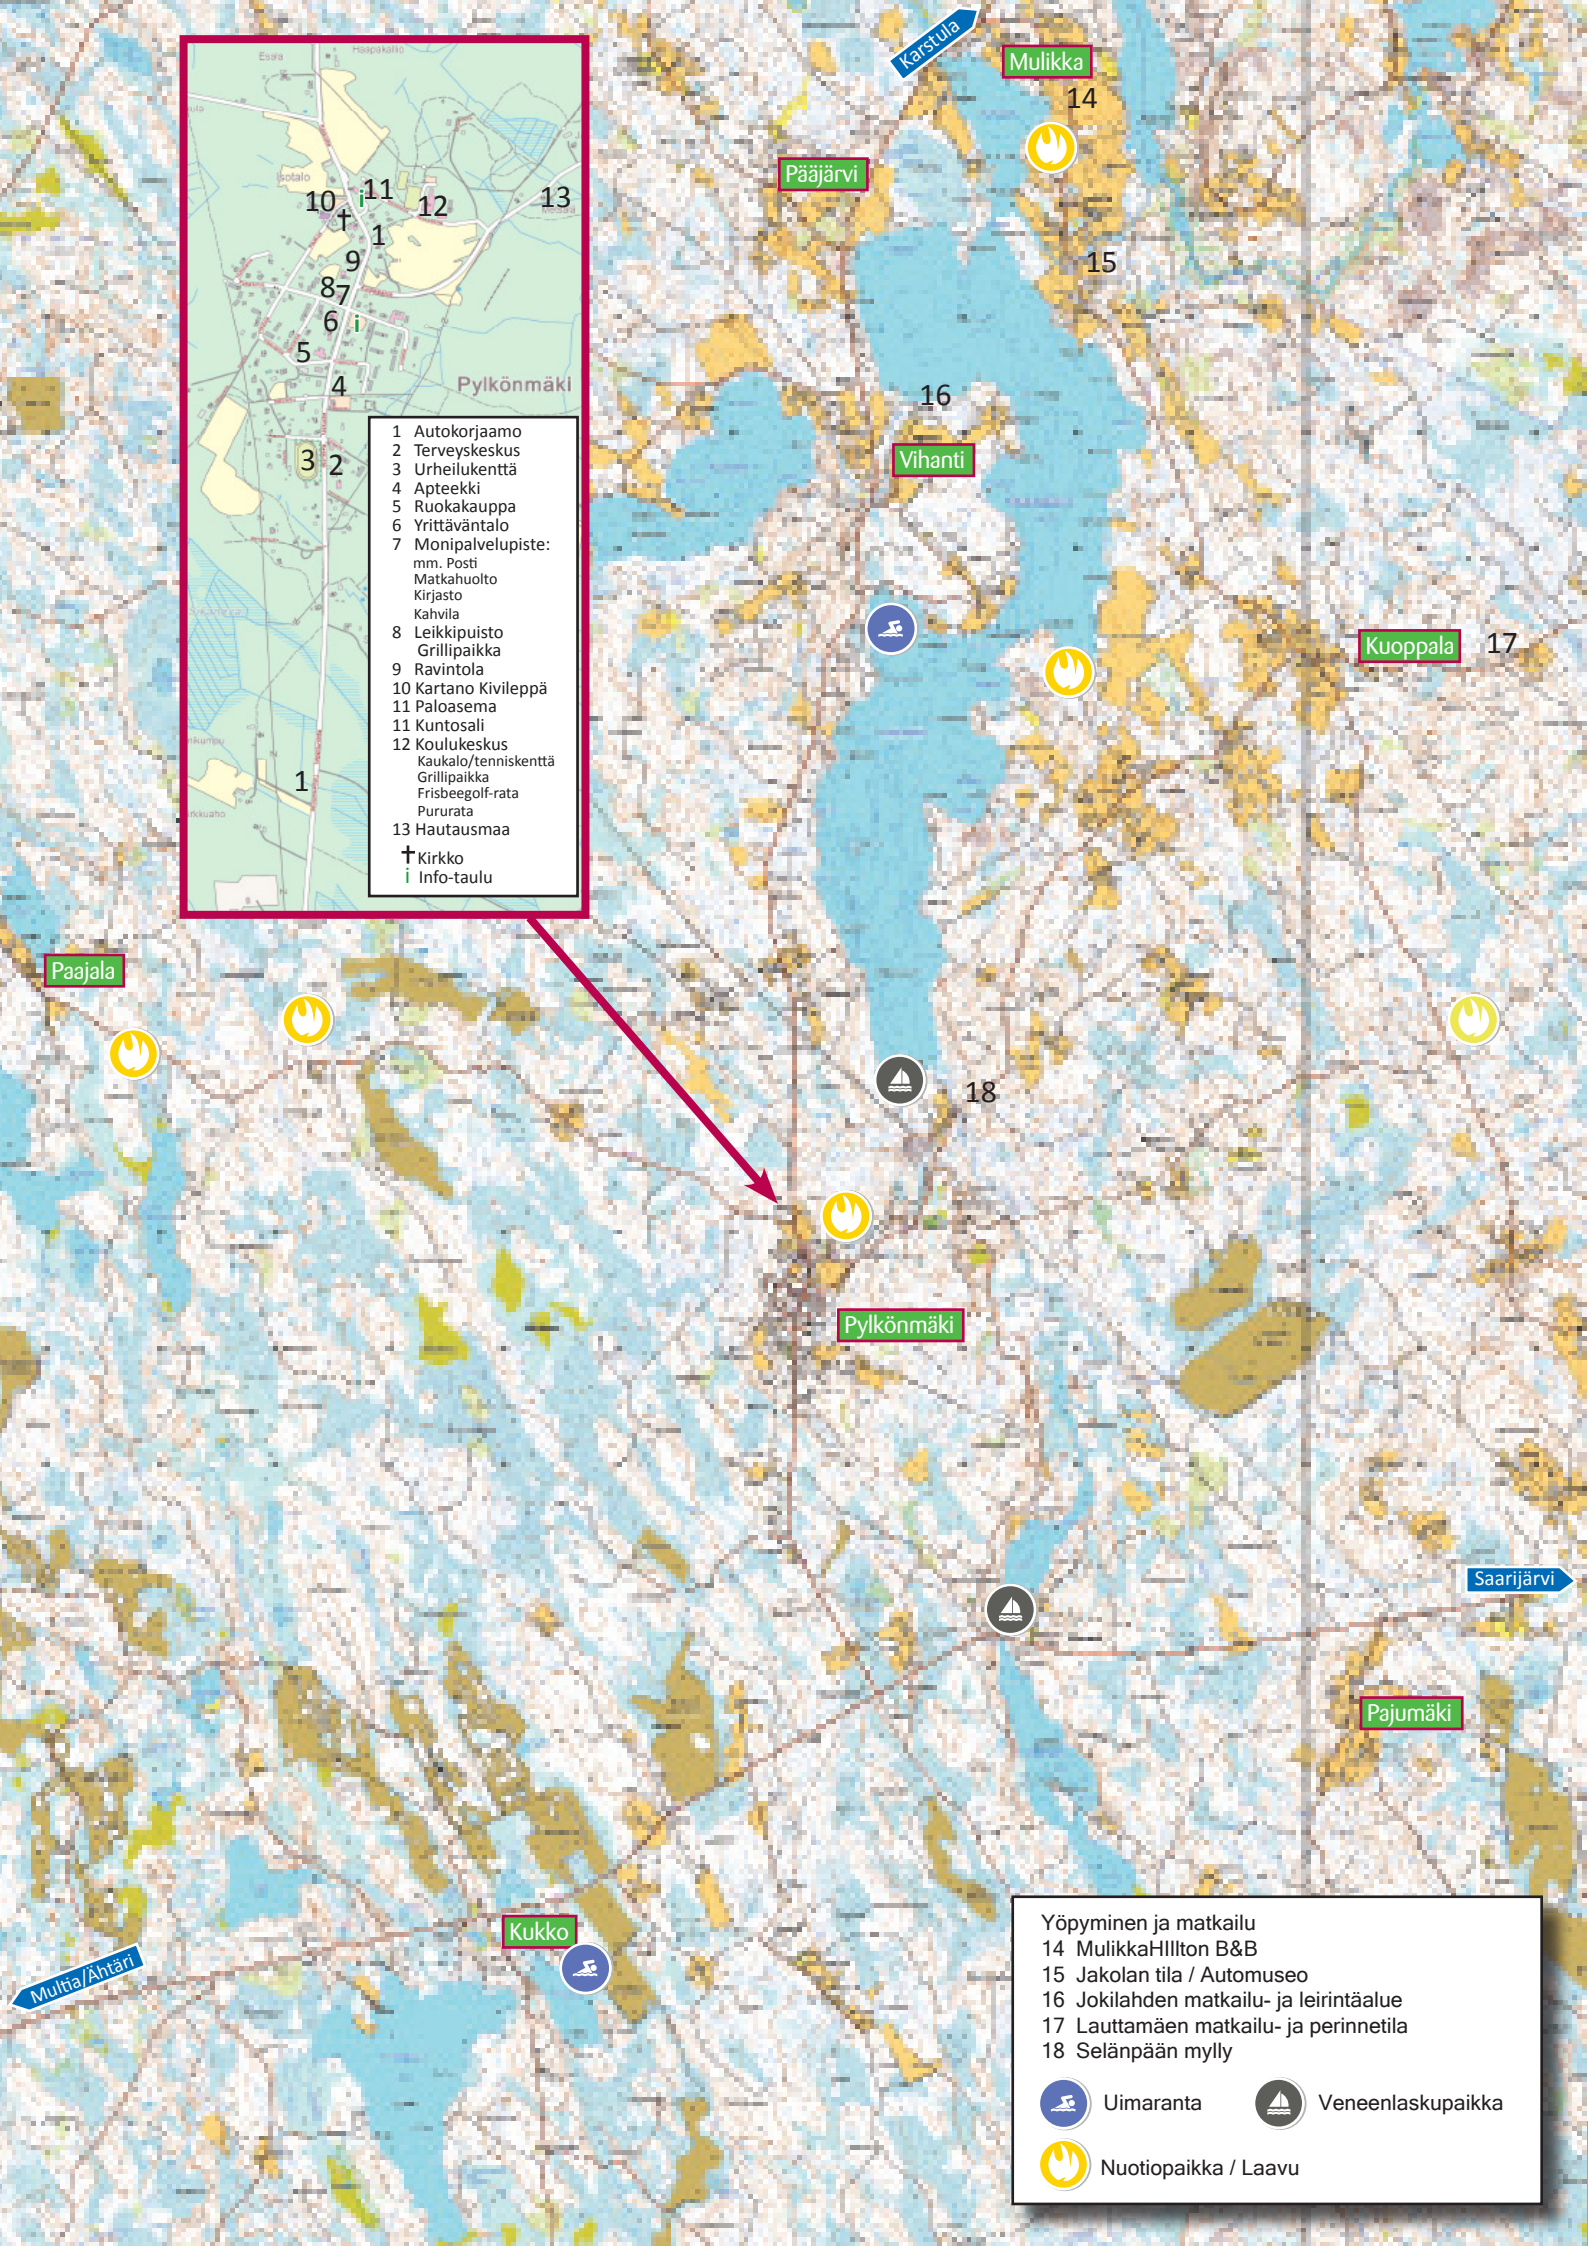 Karstula
Mulikka
14
Pääjärvi
15
16
Vihanti
Kuoppala 17
Esala
Haapakallio
Isotalo
10
11
i
12
13
1
9
8
7
6
i
5
4
Pylkönmäki
3
2
1
1 Autokorjaamo
2 Terveyskeskus
3 Urheilukenttä
4 Apteekki
5 Ruokakauppa
6 Yrittäväntalo
7 Monipalvelupiste:
mm. Posti
Matkahuolto
Kirjasto
Kahvila
8 Leikkipuisto
Grillipaikka
9 Ravintola
10 Kartano Kivileppä
11 Paloasema
11 Kuntosali
12 Koulukeskus
Kaukalo/tenniskenttä
Grillipaikka
Frisbeegolf-rata
Pururata
13 Hautausmaa
Kirkko
i Info-taulu
Paajala
18
Pylkönmäki
Saarijärvi
Pajumäki
Kukko
Multia/Ähtäri
Yöpyminen ja matkailu
14 MulikkaHIllton B&B
15 Jakolan tila / Automuseo
16 Jokilahden matkailu- ja leirintäalue
17 Lauttamäen matkailu- ja perinnetila
18 Selänpään mylly
Uimaranta
Veneenlaskupaikka
Nuotiopaikka / Laavu